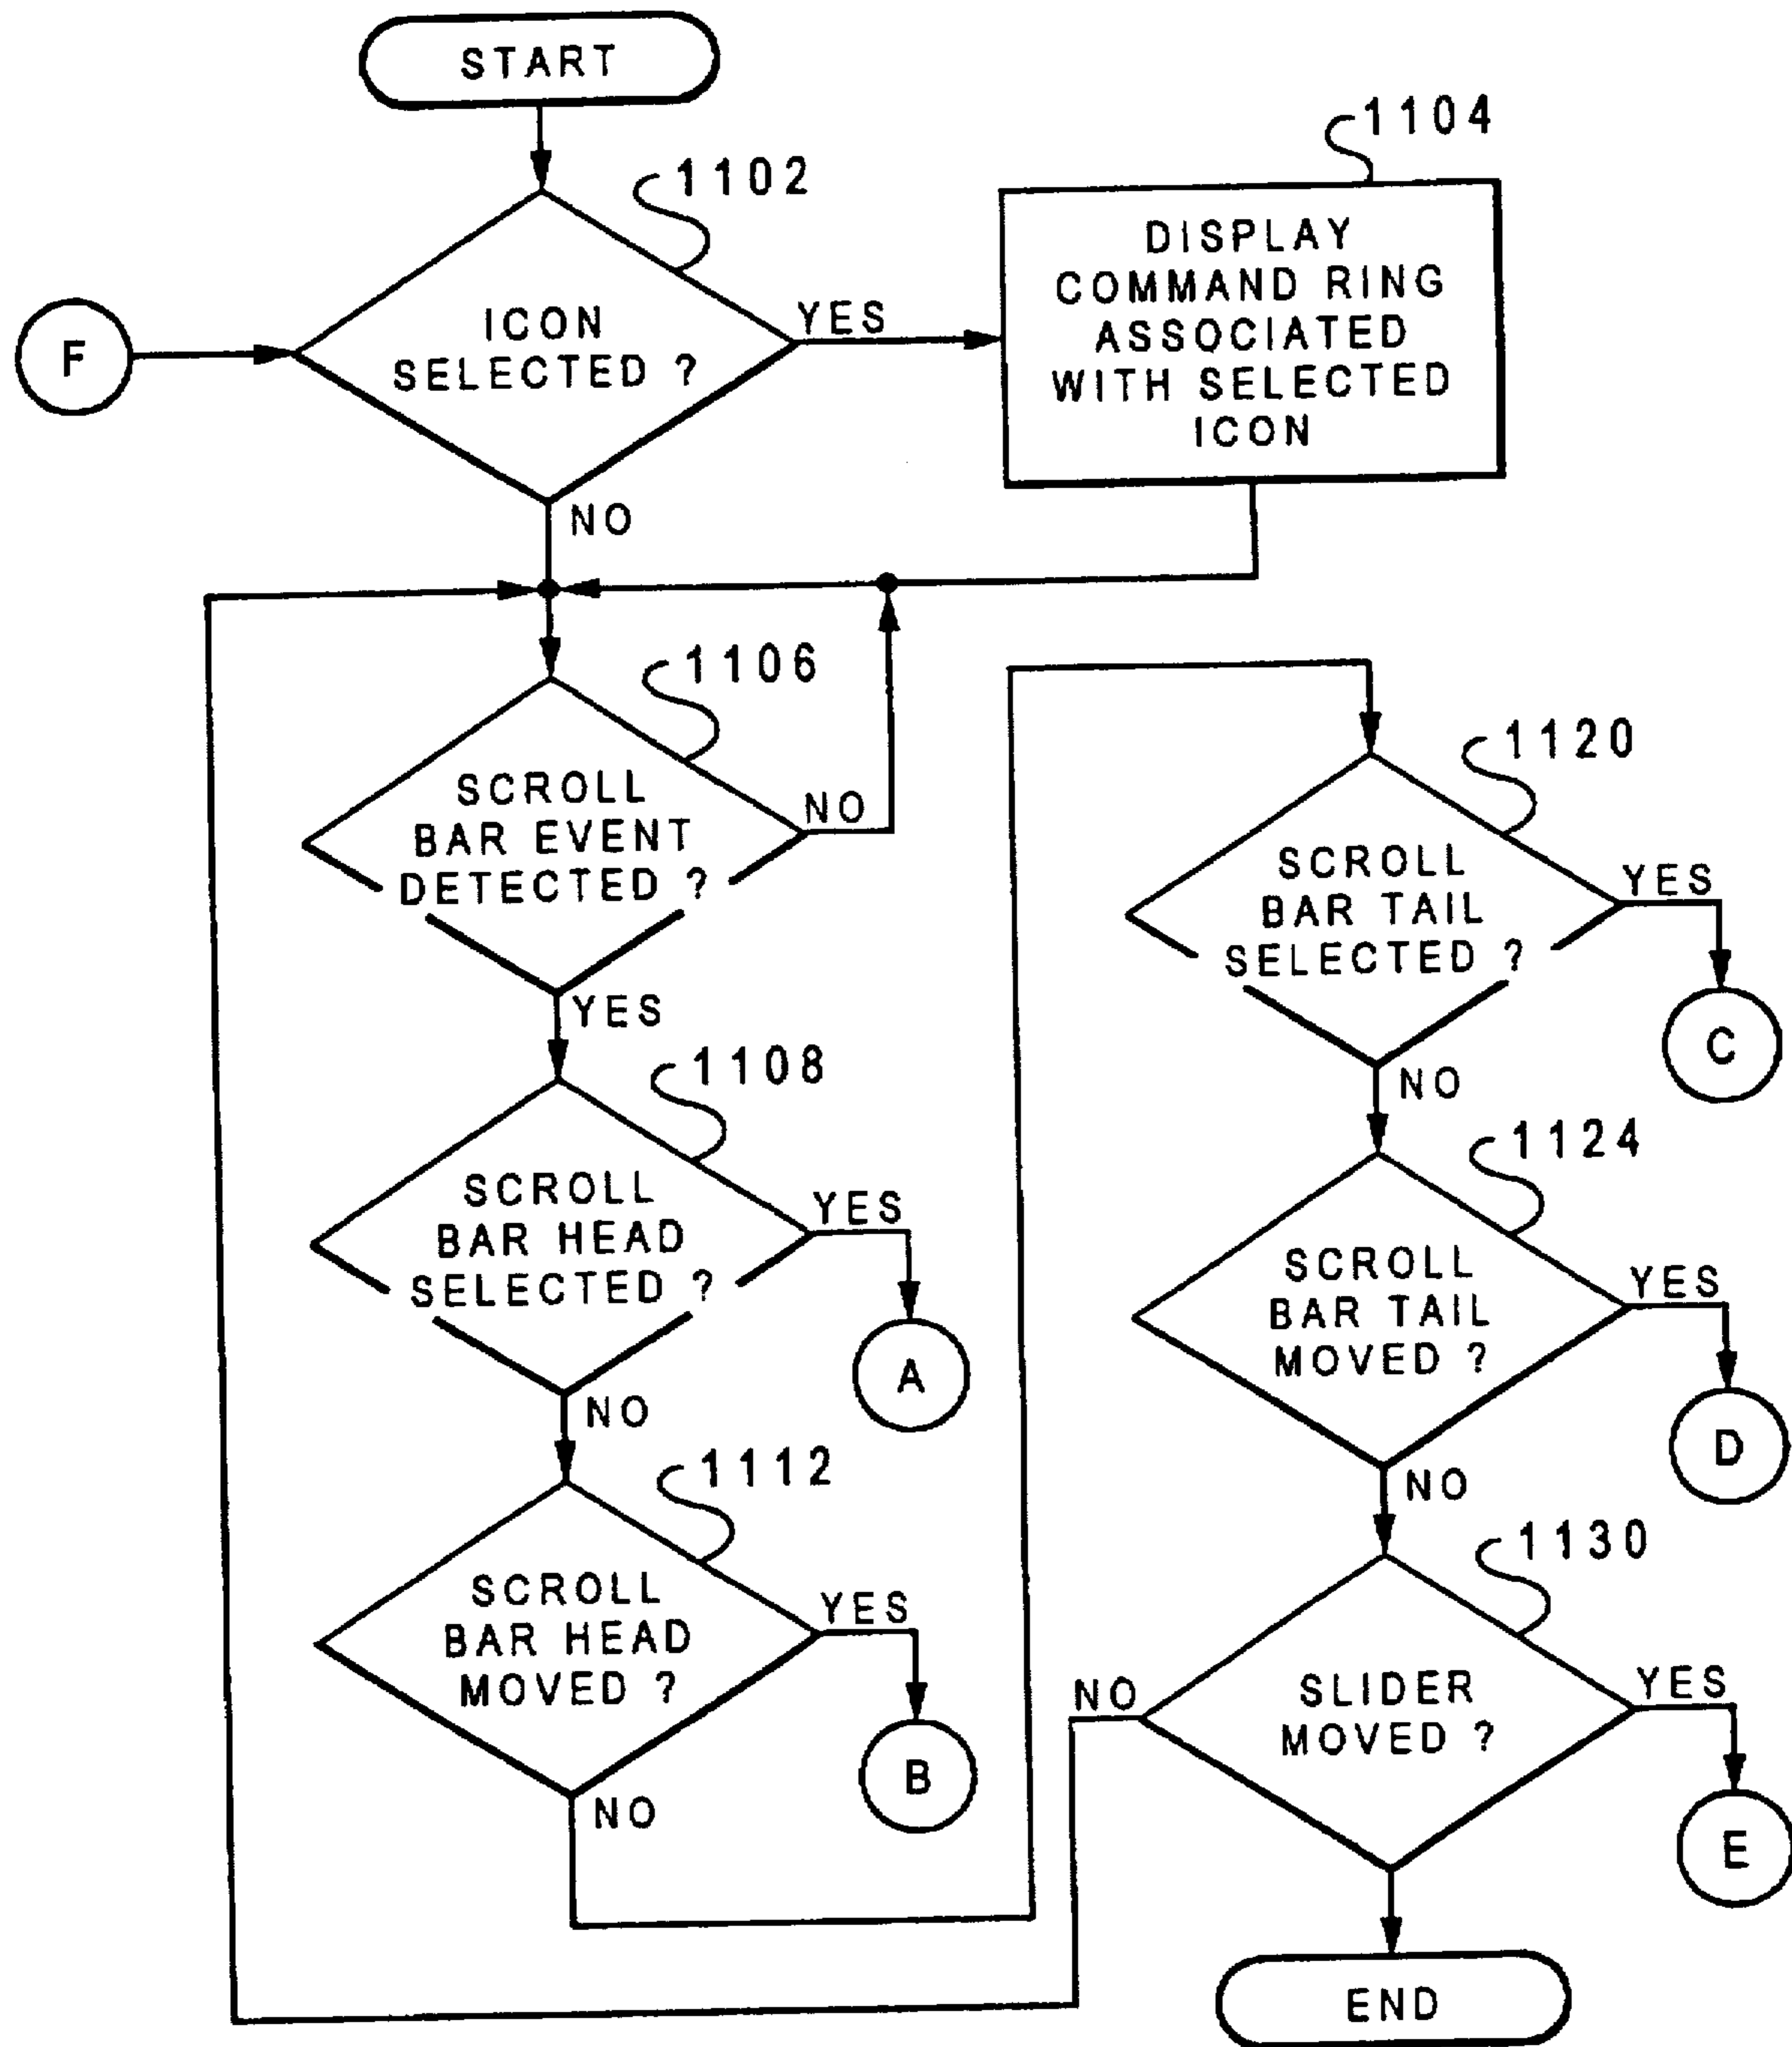 START
1102
ICON
SELECTED ?
YES
NO
F
1104
DISPLAY
COMMAND RING
ASSOCIATED
WITH SELECTED
ICON
1106
SCROLL
BAR EVENT
DETECTED ?
NO
YES
1108
SCROLL
BAR HEAD
SELECTED ?
YES
A
NO
1112
SCROLL
BAR HEAD
MOVED ?
YES
B
NO
1120
SCROLL
BAR TAIL
SELECTED ?
YES
C
NO
1124
SCROLL
BAR TAIL
MOVED ?
YES
D
NO
1130
SLIDER
MOVED ?
NO
YES
E
END